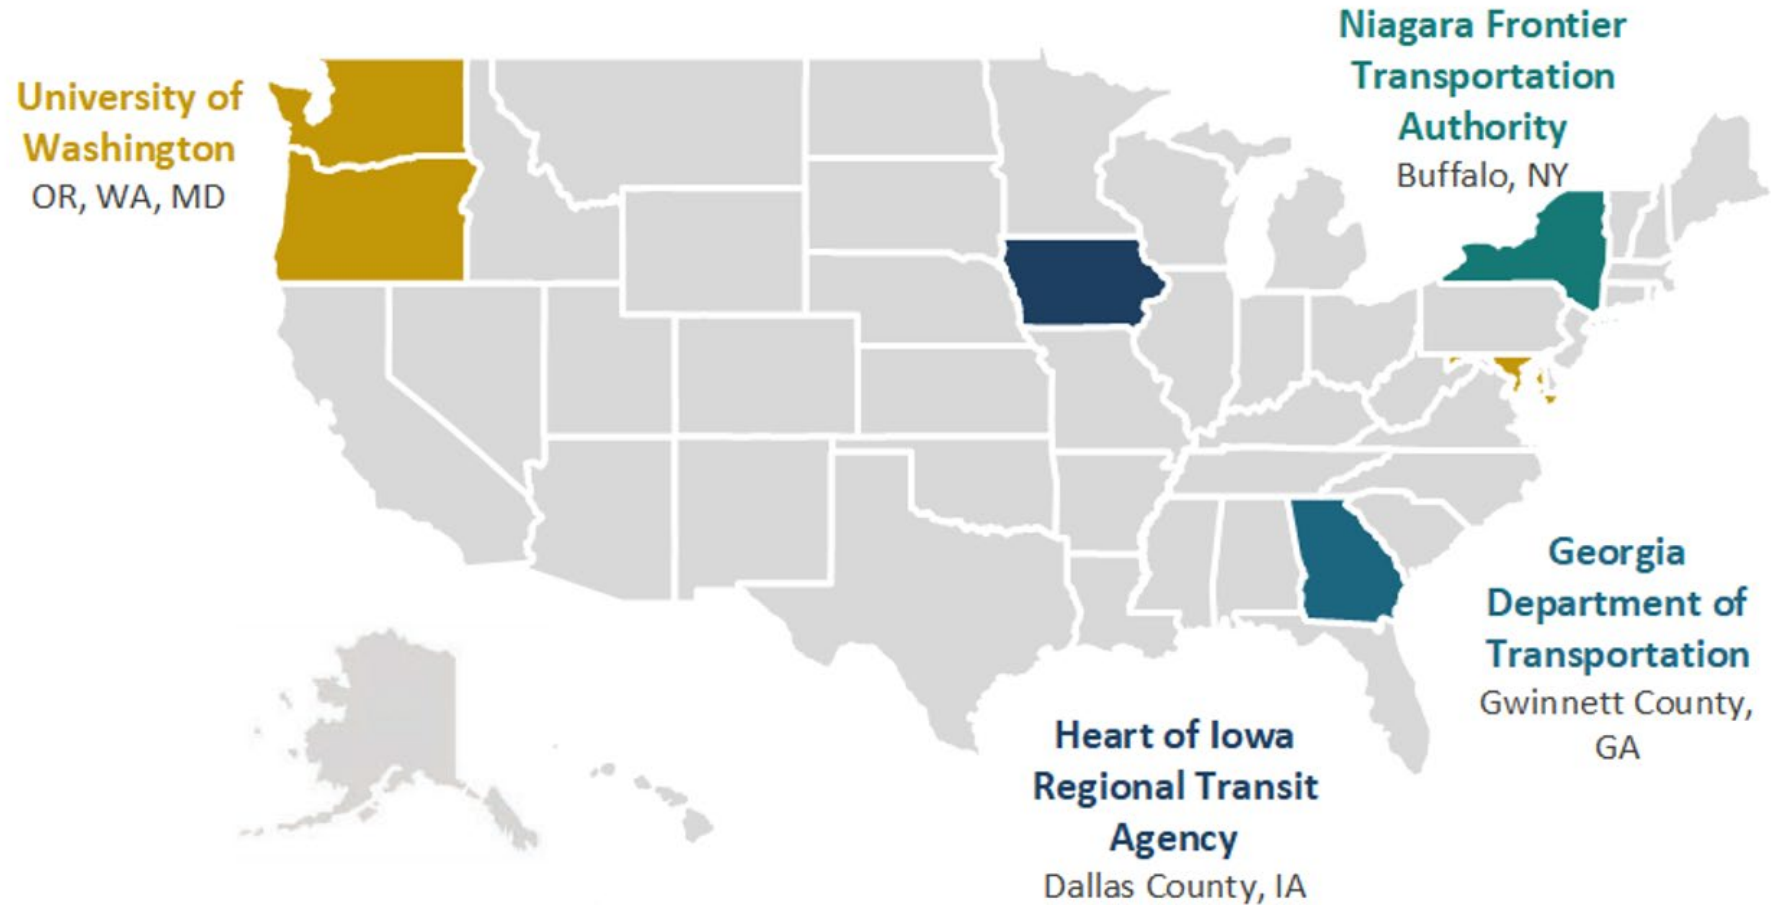 University of
Washington
OR, WA, MD
Niagara Frontier
Transportation
Authority
Buffalo, NY
Georgia
Department of
Transportation
Gwinnett County,
GA
Heart of Iowa
Regional Transit
Agency
Dallas County, IA